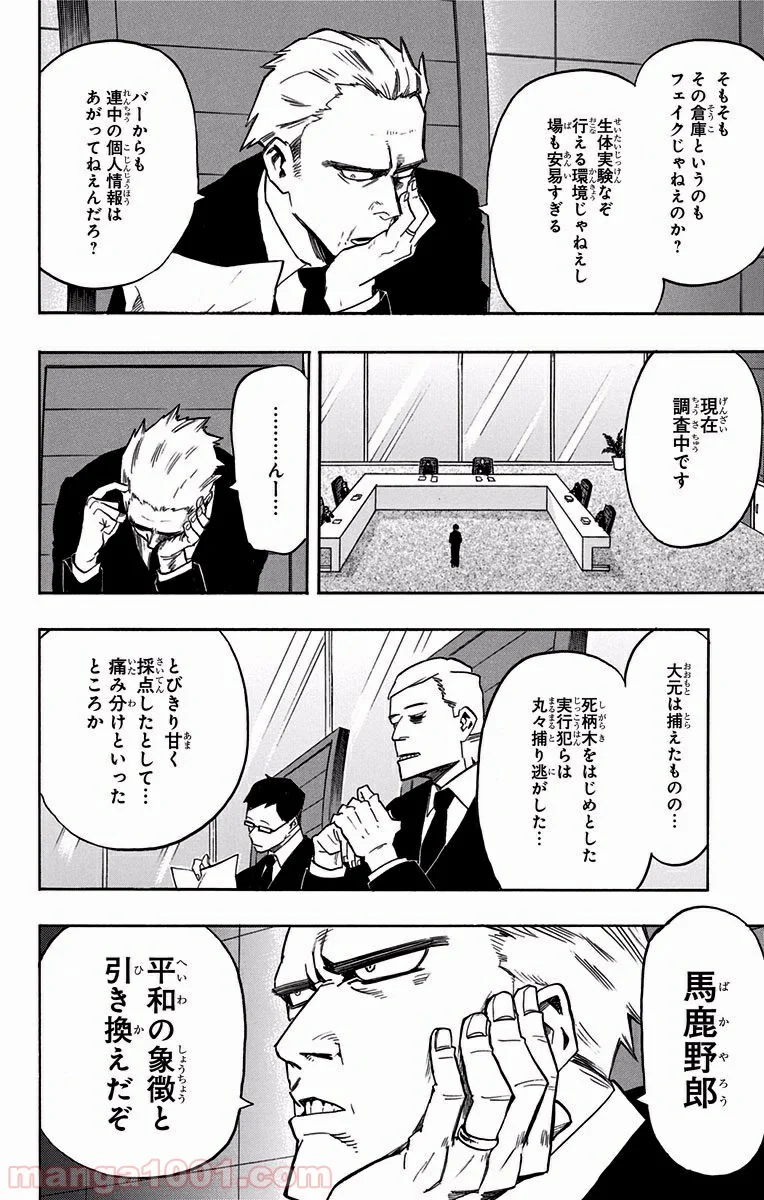 そもそも
その倉庫というのも
フェイクじゃねえのか?
生体実験なぞ
行える環境じゃねえし
場も安易すぎる
バーからも
連中の個人情報は
あがってねえんだろ?
現在
調査中です
………んー…
大元は捕えたものの…
死柄木をはじめとした
実行犯らは
丸々捕り逃がした…
とびきり甘く
採点したとして…
痛み分けといった
ところか
馬鹿野郎
平和の象徴と
引き換えだぞ
manga1001.com